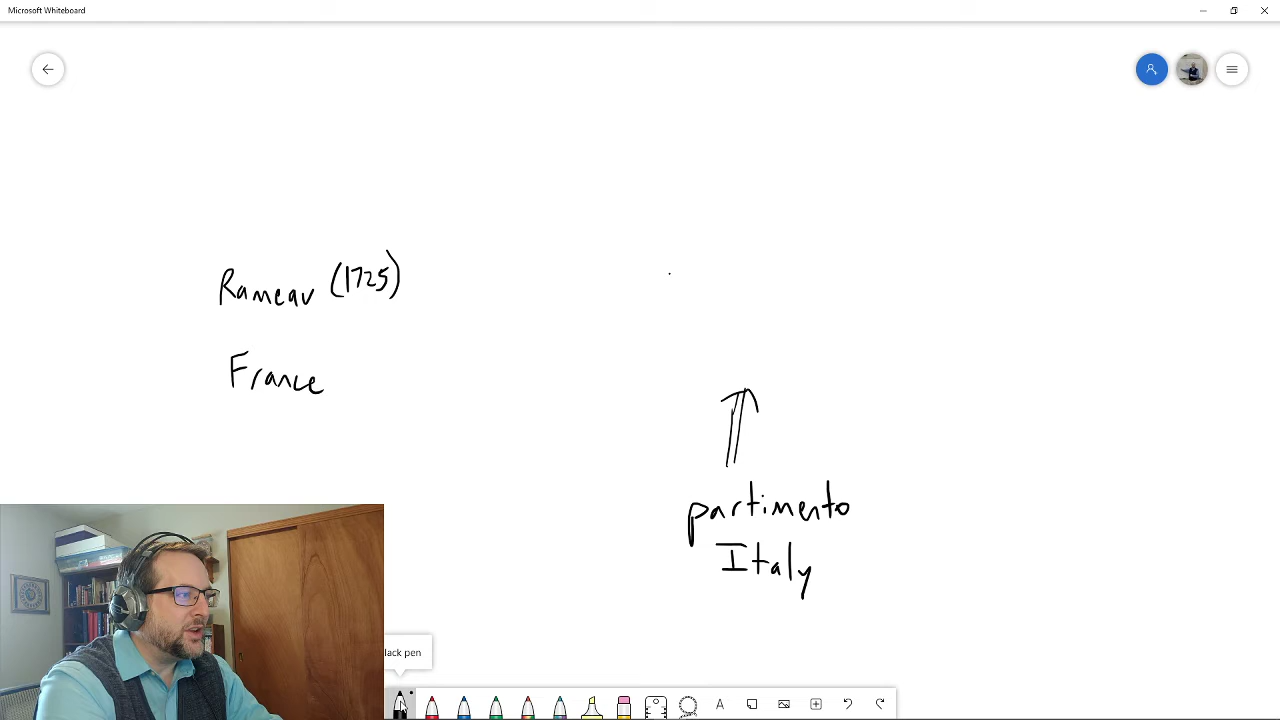 Microsoft Whiteboard
Rameau (1725)
France
partimento
Italy
lack pen
A